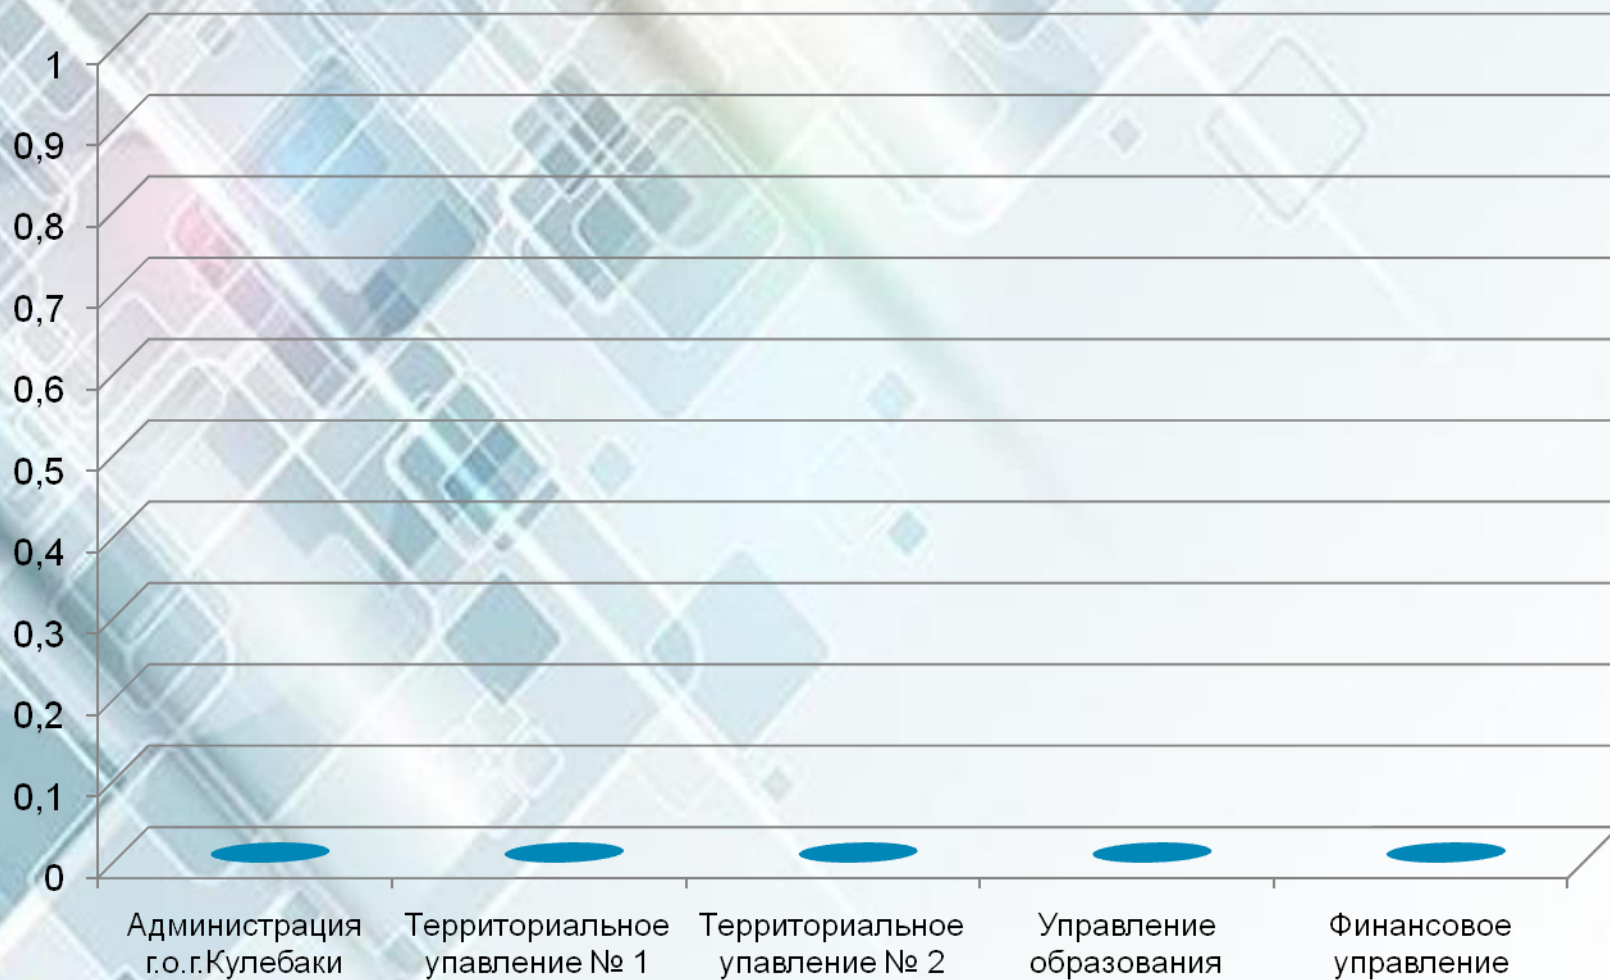 1
0,9
0,8
0,7
0,6
0,5
0,4
0,3
0,2
0,1
0
Администрация
г.о.г.Кулебаки
Территориальное
упавление № 1
Территориальное
упавление № 2
Управление
образования
Финансовое
управление